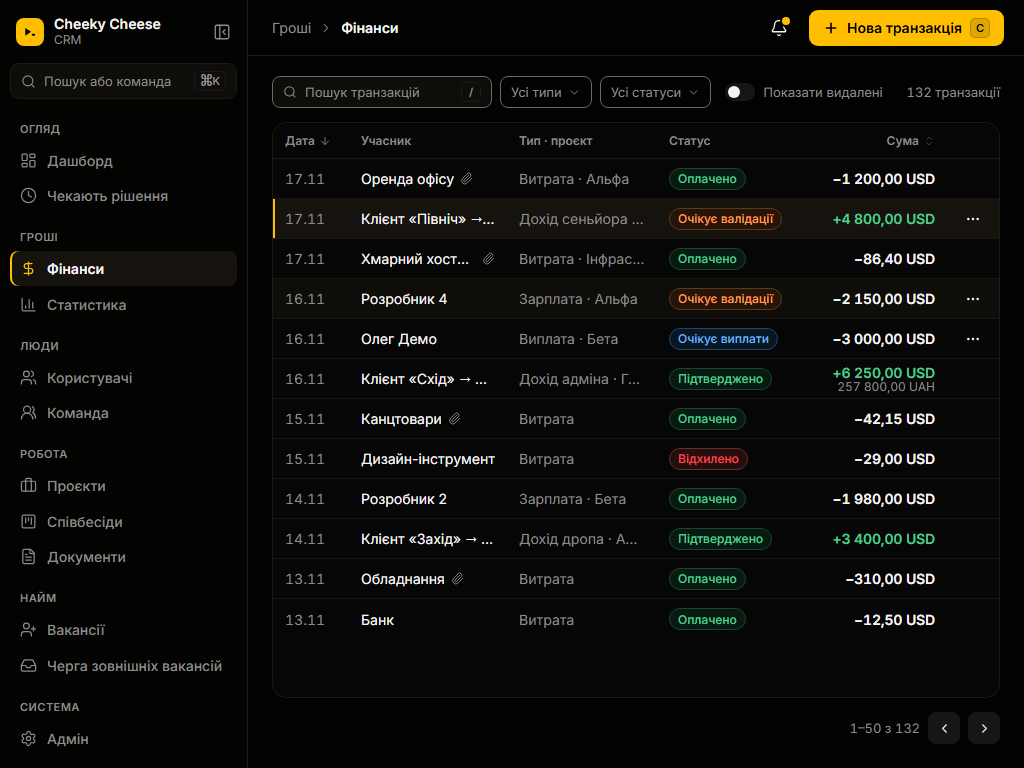 Cheeky Cheese
CRM
Пошук або команда ⌘K
ОГЛЯД
Дашборд
Чекають рішення
ГРОШІ
Фінанси
Статистика
ЛЮДИ
Користувачі
Команда
РОБОТА
Проєкти
Співбесіди
Документи
НАЙМ
Вакансії
Черга зовнішніх вакансій
СИСТЕМА
Адмін
Гроші > Фінанси
+ Нова транзакція C
Пошук транзакцій /
Усі типи
Усі статуси
Показати видалені
132 транзакції
Дата ↓ Учасник Тип · проєкт Статус Сума
17.11 Оренда офісу Витрата · Альфа Оплачено −1 200,00 USD
17.11 Клієнт «Північ» →... Дохід сеньйора ... Очікує валідації +4 800,00 USD ···
17.11 Хмарний хост... Витрата · Інфрас... Оплачено −86,40 USD
16.11 Розробник 4 Зарплата · Альфа Очікує валідації −2 150,00 USD ···
16.11 Олег Демо Виплата · Бета Очікує виплати −3 000,00 USD ···
16.11 Клієнт «Схід» → ... Дохід адміна · Г... Підтверджено +6 250,00 USD
257 800,00 UAH
15.11 Канцтовари Витрата Оплачено −42,15 USD
15.11 Дизайн-інструмент Витрата Відхилено −29,00 USD
14.11 Розробник 2 Зарплата · Бета Оплачено −1 980,00 USD
14.11 Клієнт «Захід» → ... Дохід дропа · А... Підтверджено +3 400,00 USD
13.11 Обладнання Витрата Оплачено −310,00 USD
13.11 Банк Витрата Оплачено −12,50 USD
1–50 з 132